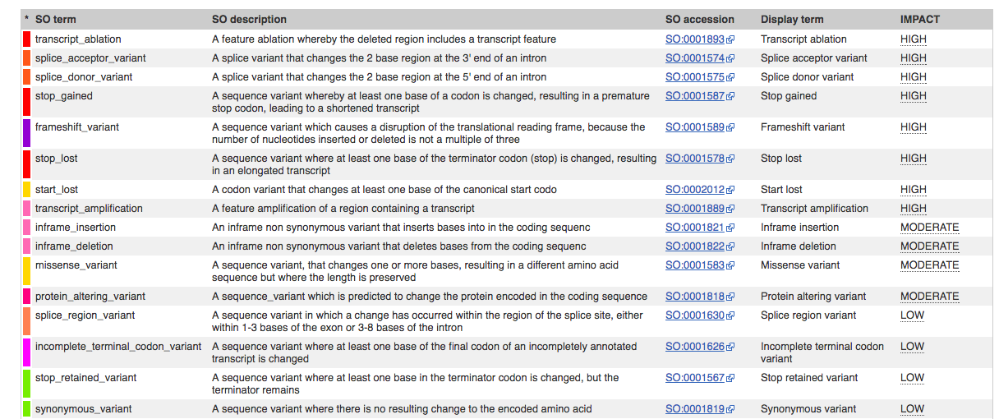 * SO term SO description SO accession Display term IMPACT
transcript_ablation A feature ablation whereby the deleted region includes a transcript feature SO:0001893 Transcript ablation HIGH
splice_acceptor_variant A splice variant that changes the 2 base region at the 3' end of an intron SO:0001574 Splice acceptor variant HIGH
splice_donor_variant A splice variant that changes the 2 base region at the 5' end of an intron SO:0001575 Splice donor variant HIGH
stop_gained A sequence variant whereby at least one base of a codon is changed, resulting in a premature SO:0001587 Stop gained HIGH
stop codon, leading to a shortened transcript
frameshift_variant A sequence variant which causes a disruption of the translational reading frame, because the SO:0001589 Frameshift variant HIGH
number of nucleotides inserted or deleted is not a multiple of three
stop_lost A sequence variant where at least one base of the terminator codon (stop) is changed, resulting SO:0001578 Stop lost HIGH
in an elongated transcript
start_lost A codon variant that changes at least one base of the canonical start codo SO:0002012 Start lost HIGH
transcript_amplification A feature amplification of a region containing a transcript SO:0001889 Transcript amplification HIGH
inframe_insertion An inframe non synonymous variant that inserts bases into in the coding sequenc SO:0001821 Inframe insertion MODERATE
inframe_deletion An inframe non synonymous variant that deletes bases from the coding sequenc SO:0001822 Inframe deletion MODERATE
missense_variant A sequence variant, that changes one or more bases, resulting in a different amino acid SO:0001583 Missense variant MODERATE
sequence but where the length is preserved
protein_altering_variant A sequence_variant which is predicted to change the protein encoded in the coding sequence SO:0001818 Protein altering variant MODERATE
splice_region_variant A sequence variant in which a change has occurred within the region of the splice site, either SO:0001630 Splice region variant LOW
within 1-3 bases of the exon or 3-8 bases of the intron
incomplete_terminal_codon_variant A sequence variant where at least one base of the final codon of an incompletely annotated SO:0001626 Incomplete terminal codon LOW
transcript is changed variant
stop_retained_variant A sequence variant where at least one base in the terminator codon is changed, but the SO:0001567 Stop retained variant LOW
terminator remains
synonymous_variant A sequence variant where there is no resulting change to the encoded amino acid SO:0001819 Synonymous variant LOW